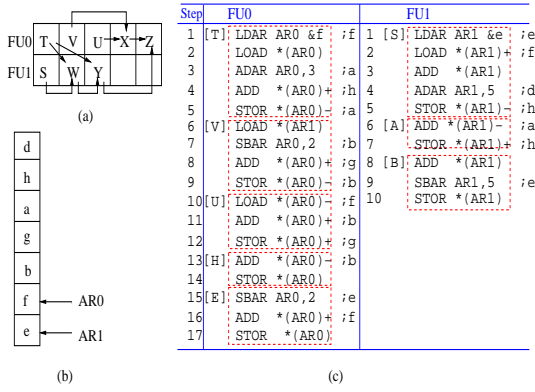 FU0 T V U X Z
FU1 S W Y
(a)
d
h
a
g
b
f AR0
e AR1
(b)
Step FU0 FU1
1 [T] LDAR AR0 &f ;f 1 [S] LDAR AR1 &e ;e
2 LOAD *(AR0) 2 LOAD *(AR1)+ ;f
3 ADAR AR0,3 ;a 3 ADD *(AR1)
4 ADD *(AR0)+ ;h 4 ADAR AR1,5 ;d
5 STOR *(AR0)- ;a 5 STOR *(AR1)- ;h
6 [V] LOAD *(AR1) 6 [A] ADD *(AR1)- ;a
7 SBAR AR0,2 ;b 7 STOR *(AR1)+ ;h
8 ADD *(AR0)+ ;g 8 [B] ADD *(AR1)
9 STOR *(AR0)- ;b 9 SBAR AR1,5 ;e
10 [U] LOAD *(AR0)- ;f 10 STOR *(AR1)
11 ADD *(AR0)+ ;b
12 STOR *(AR0)+ ;g
13 [H] ADD *(AR0)- ;b
14 STOR *(AR0)
15 [E] SBAR AR0,2 ;e
16 ADD *(AR0)+ ;f
17 STOR *(AR0)
(c)